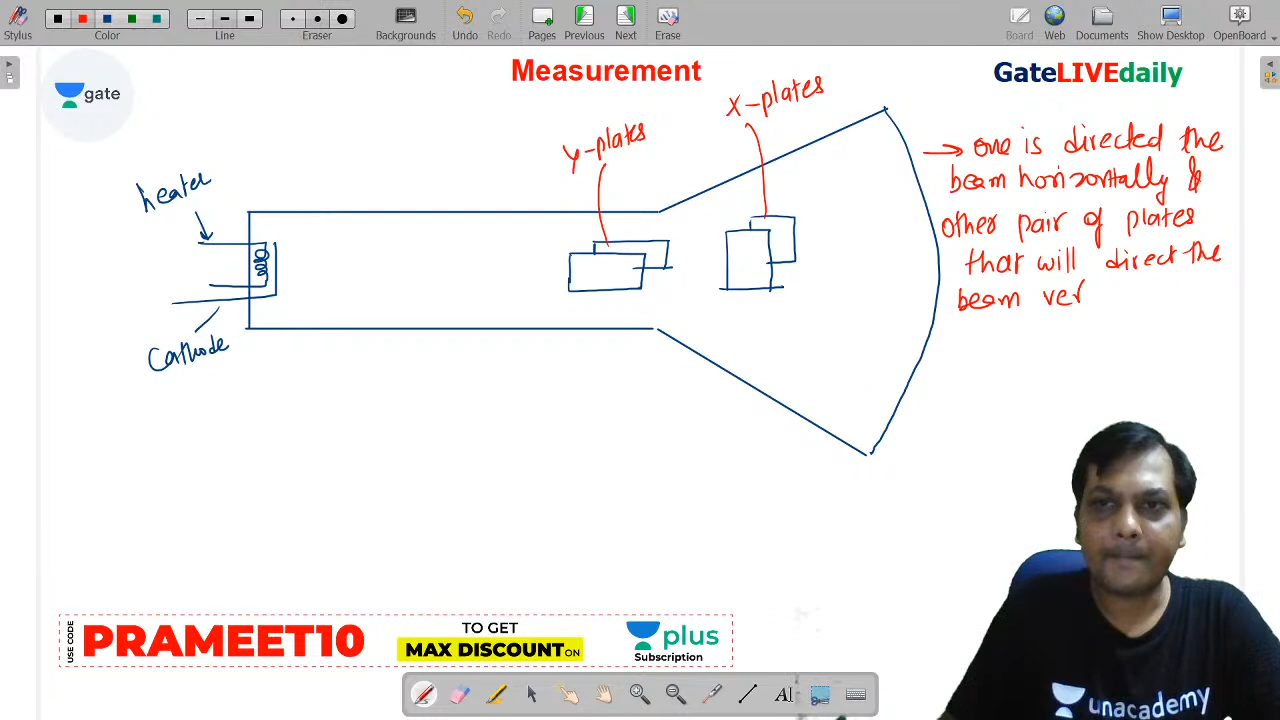 Stylus
Color
Line
Eraser
Backgrounds
Undo
Redo
Pages
Previous
Next
Erase
Board
Web
Documents
Show Desktop
OpenBoard
gate
Measurement
GateLIVEdaily
X-plates
Y-plates
heater
Cathode
→ one is directed the
beam horizontally &
other pair of plates
that will direct the
beam ver
USE CODE
PRAMEET10
TO GET
MAX DISCOUNT ON
plus
Subscription
AI
unacademy